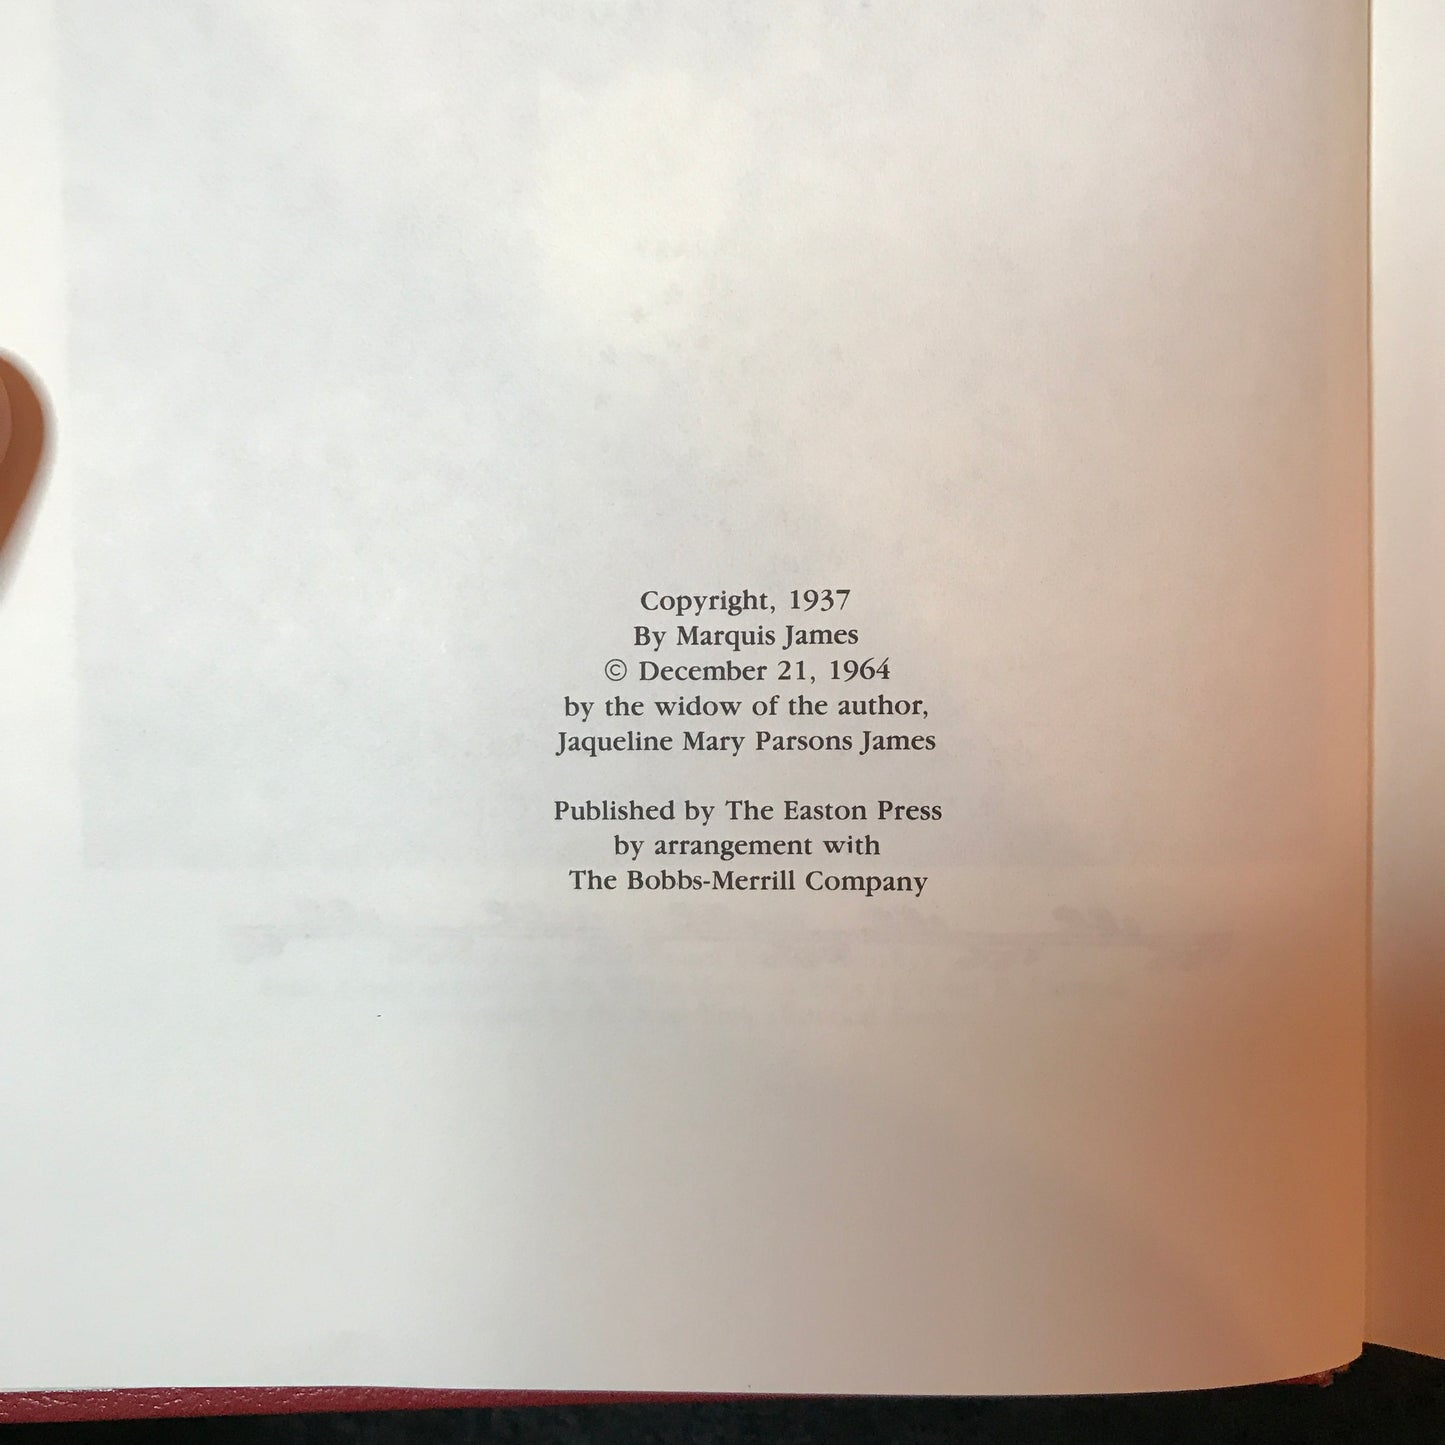 Copyright, 1937
By Marquis James
© December 21, 1964
by the widow of the author,
Jaqueline Mary Parsons James
Published by The Easton Press
by arrangement with
The Bobbs-Merrill Company